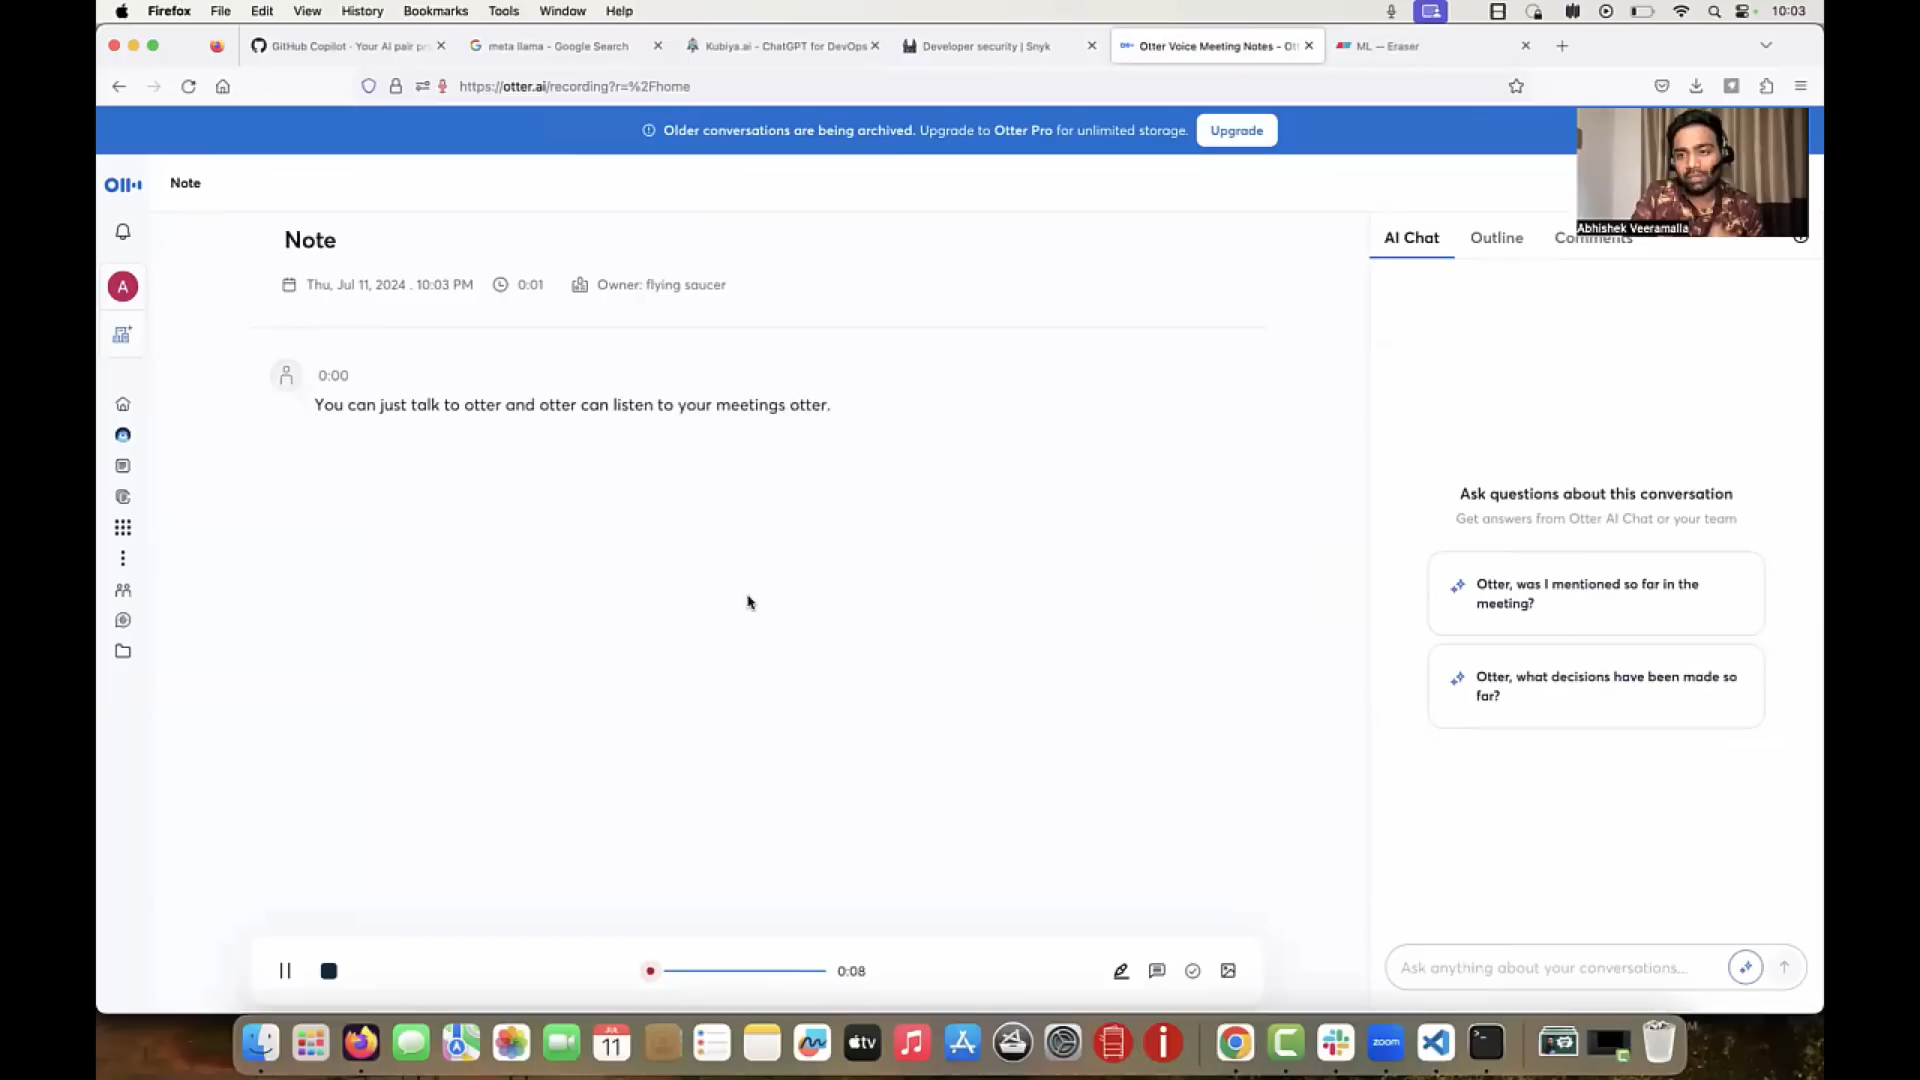 Firefox File Edit View History Bookmarks Tools Window Help 10:03
GitHub Copilot · Your AI pair pr
meta llama - Google Search
Kubiya.ai - ChatGPT for DevOps
Developer security | Snyk
Otter Voice Meeting Notes - Ot
ML — Eraser
https://otter.ai/recording?r=%2Fhome
Older conversations are being archived. Upgrade to Otter Pro for unlimited storage. Upgrade
Abhishek Veeramalla
Note
Note
AI Chat Outline Comments
Thu, Jul 11, 2024 . 10:03 PM 0:01 Owner: flying saucer
A
0:00
You can just talk to otter and otter can listen to your meetings otter.
Ask questions about this conversation
Get answers from Otter AI Chat or your team
Otter, was I mentioned so far in the
meeting?
Otter, what decisions have been made so
far?
0:08
Ask anything about your conversations...
JUL
11
tv
zoom